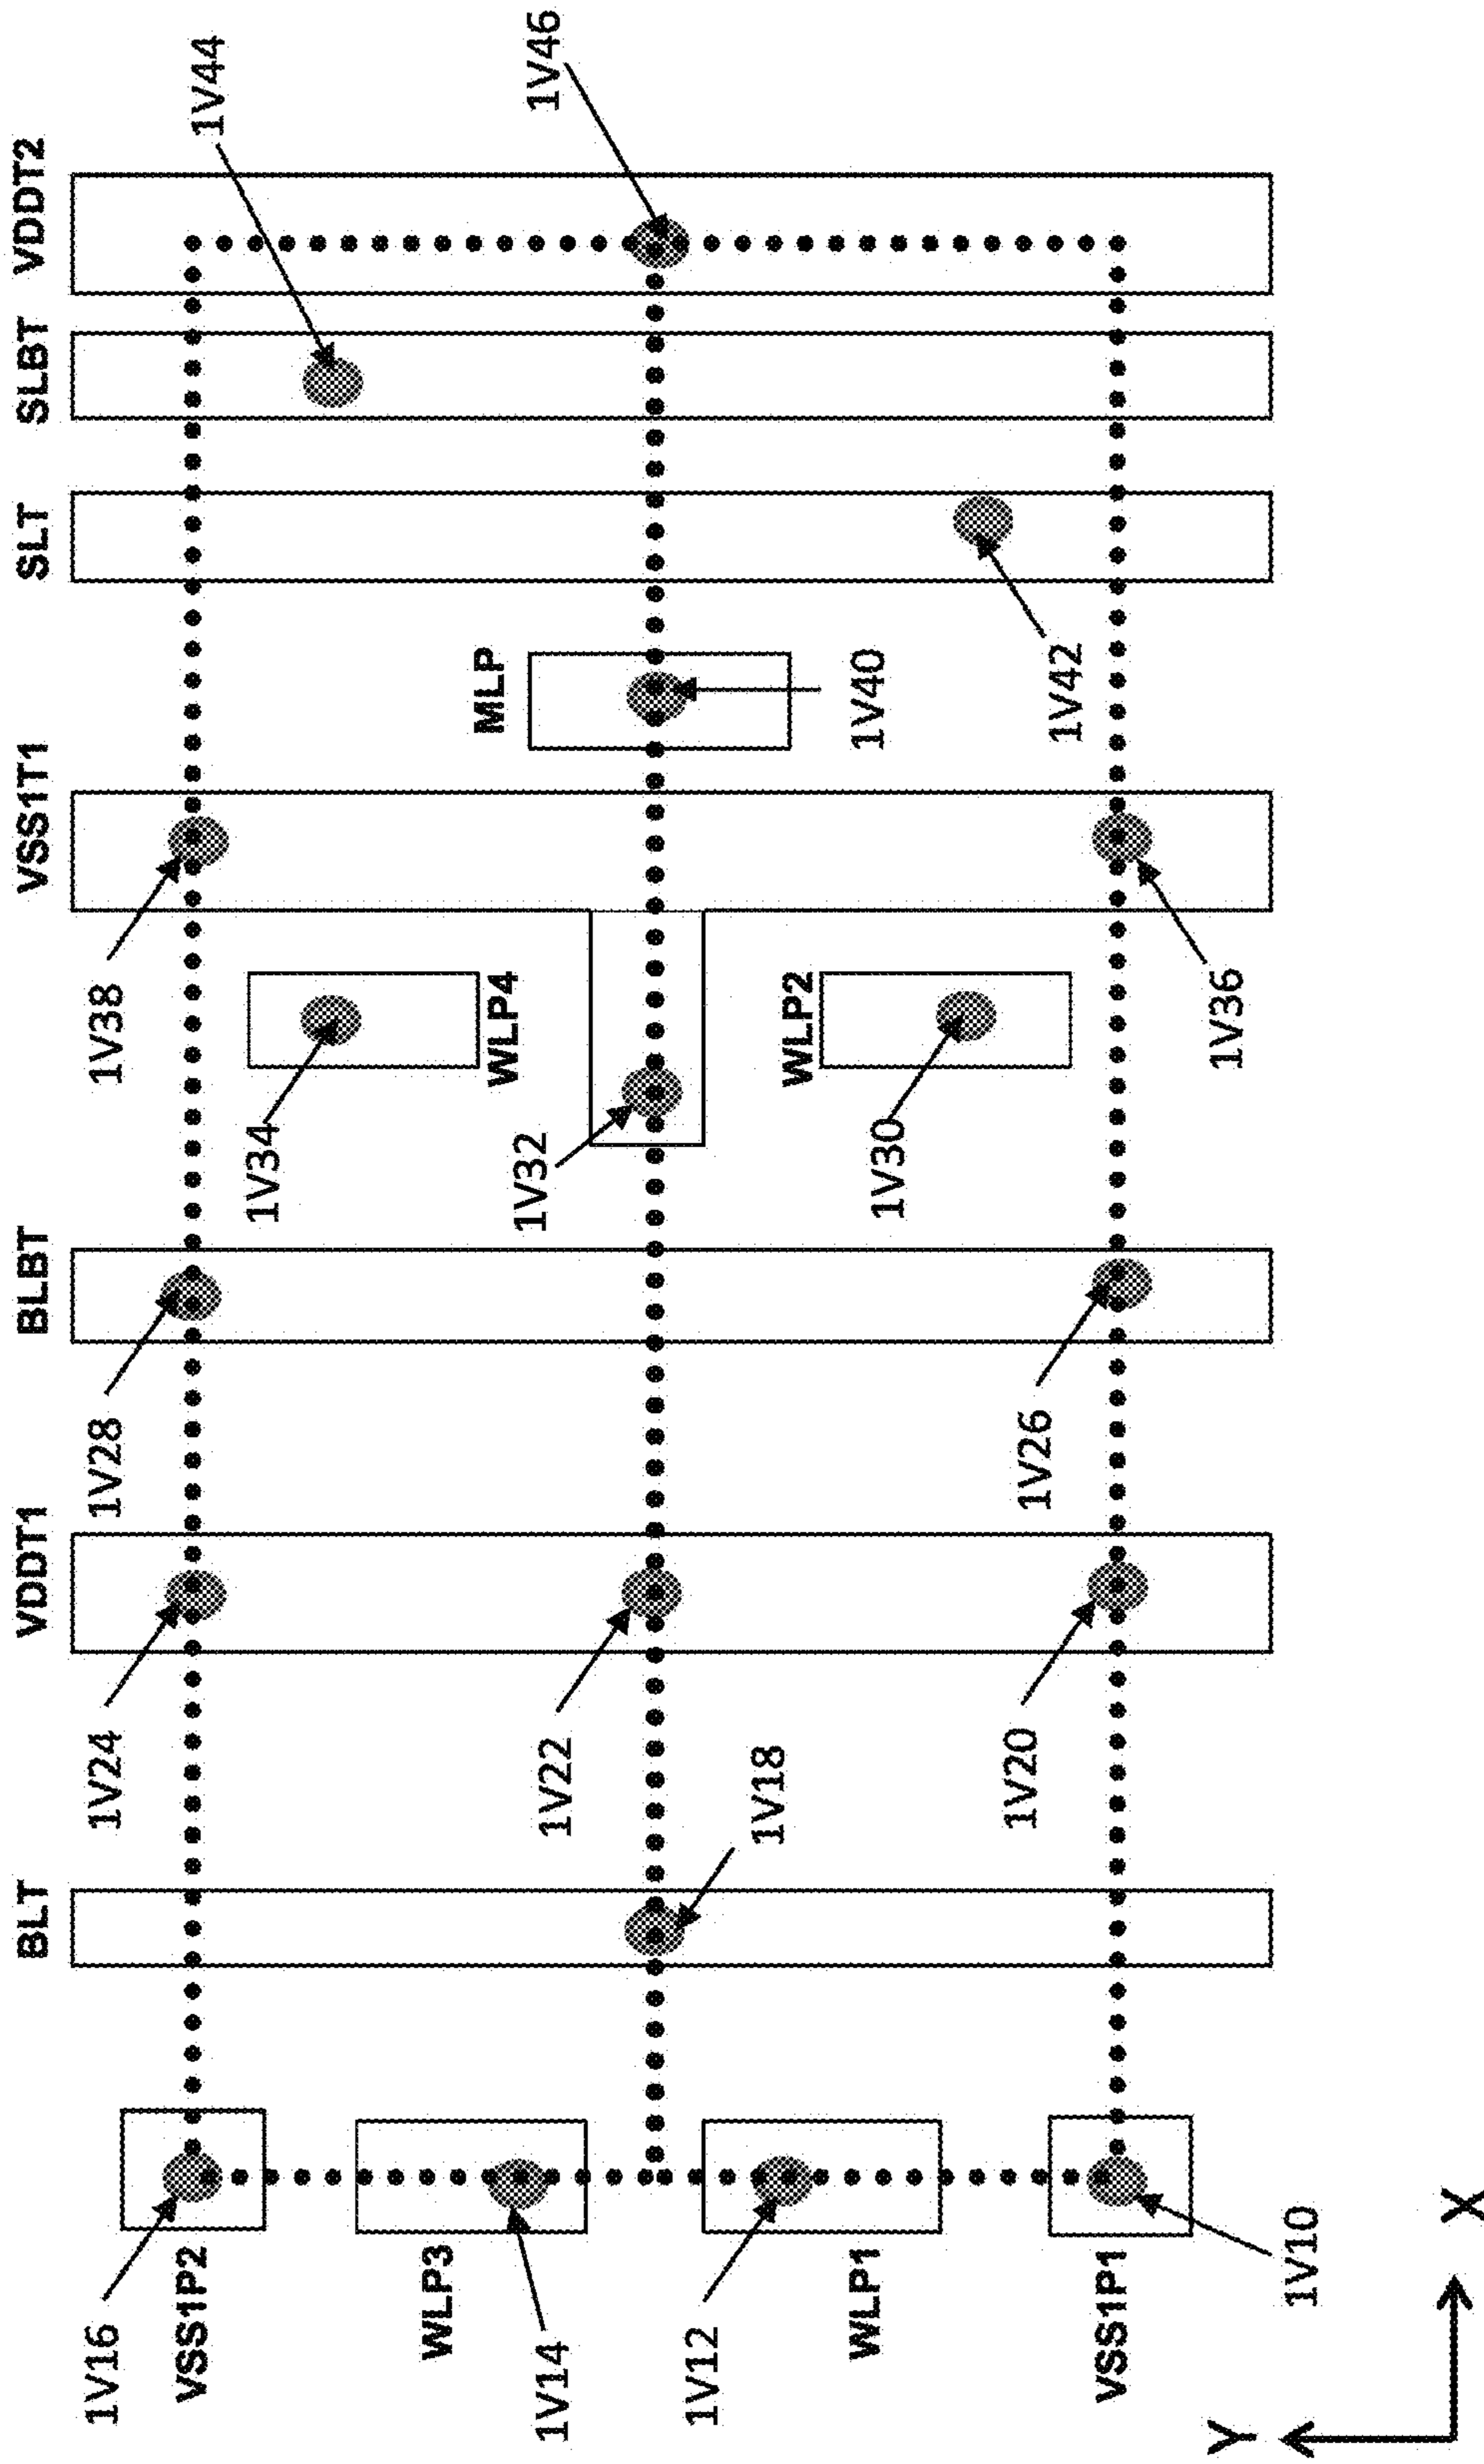 BLT
VDDT1
BLBT
VSS1T1
SLT
SLBT
VDDT2
1V16
1V24
1V28
1V38
VSS1P2
1V44
1V34
WLP3
MLP
WLP4
1V32
1V46
1V14
1V22
1V12
1V18
WLP2
WLP1
1V40
1V30
1V20
1V26
1V42
VSS1P1
1V36
1V10
Y
X